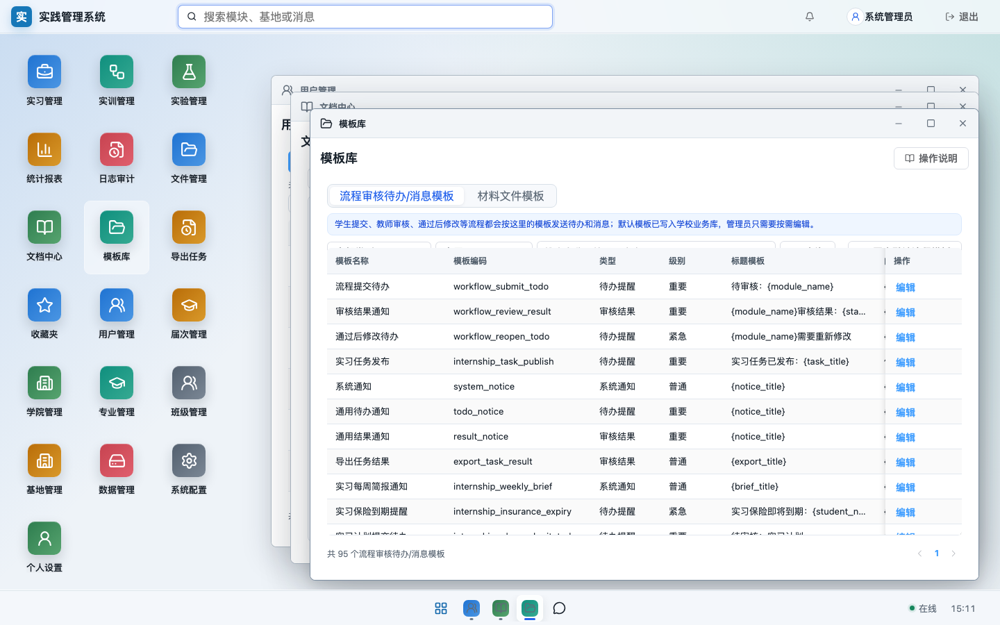 实 实践管理系统
搜索模块、基地或消息
系统管理员
退出
实习管理
实训管理
实验管理
统计报表
日志审计
文件管理
文档中心
模板库
导出任务
收藏夹
用户管理
届次管理
学院管理
专业管理
班级管理
基地管理
数据管理
系统配置
个人设置
用户管理
用
文档中心
文
模板库
模板库
操作说明
流程审核待办/消息模板 材料文件模板
学生提交、教师审核、通过后修改等流程都会按这里的模板发送待办和消息；默认模板已写入学校业务库，管理员只需要按需编辑。
模板名称 模板编码 类型 级别 标题模板 操作
流程提交待办 workflow_submit_todo 待办提醒 重要 待审核：{module_name} 编辑
审核结果通知 workflow_review_result 审核结果 重要 {module_name}审核结果：{sta... 编辑
通过后修改待办 workflow_reopen_todo 待办提醒 紧急 {module_name}需要重新修改 编辑
实习任务发布 internship_task_publish 待办提醒 重要 实习任务已发布：{task_title} 编辑
系统通知 system_notice 系统通知 普通 {notice_title} 编辑
通用待办通知 todo_notice 待办提醒 重要 {notice_title} 编辑
通用结果通知 result_notice 审核结果 重要 {notice_title} 编辑
导出任务结果 export_task_result 审核结果 普通 {export_title} 编辑
实习每周简报通知 internship_weekly_brief 系统通知 普通 {brief_title} 编辑
实习保险到期提醒 internship_insurance_expiry 待办提醒 紧急 实习保险即将到期：{student_n... 编辑
共 95 个流程审核待办/消息模板
1
在线
15:11